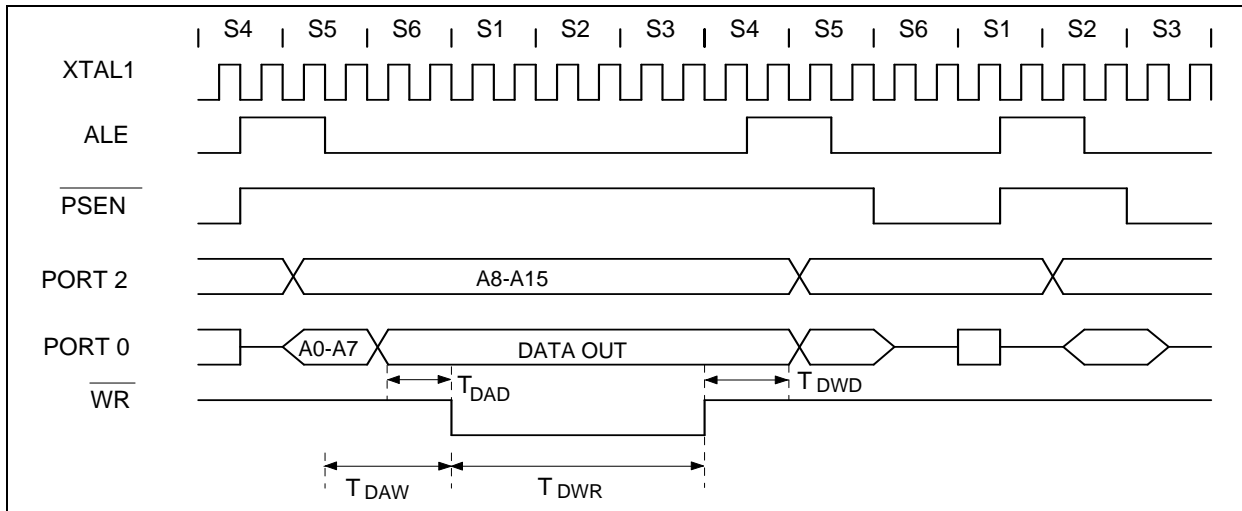 S4 S5 S6 S1 S2 S3 S4 S5 S6 S1 S2 S3
XTAL1
ALE
PSEN
PORT 2 A8-A15
PORT 0 A0-A7 DATA OUT
TDAD TDWD
WR
TDAW TDWR